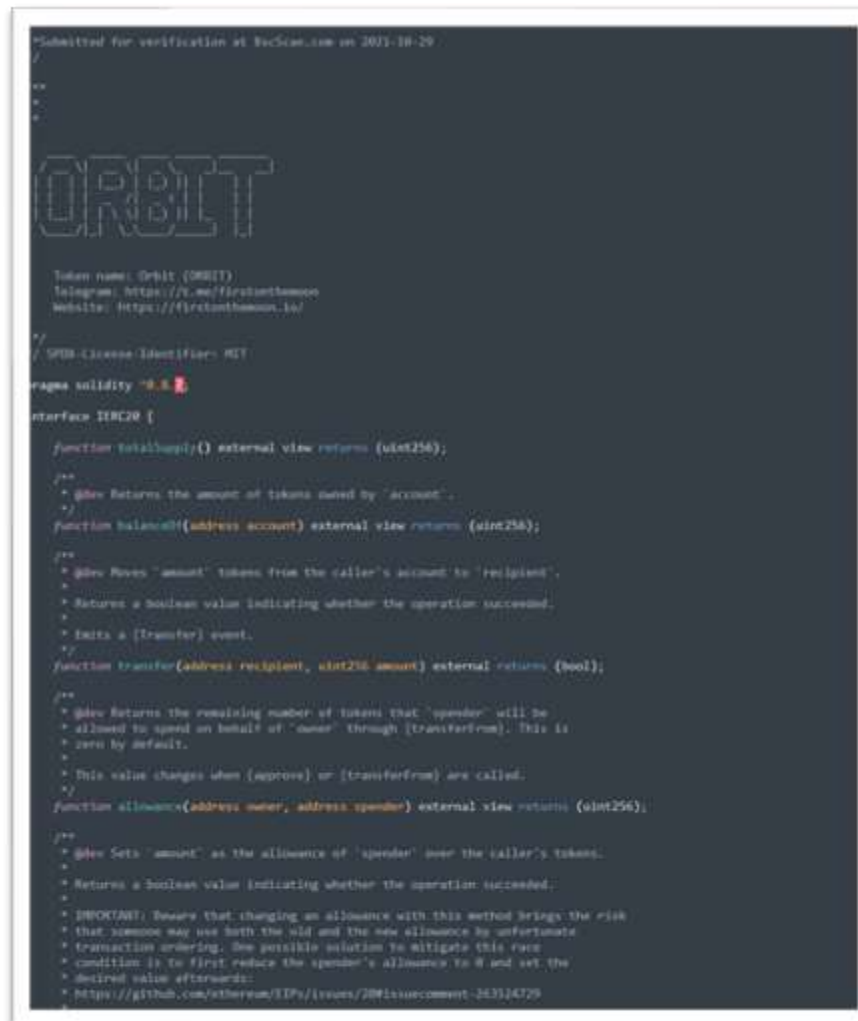 *Submitted for verification at BscScan.com on 2021-10-29
/
**
*
*
ORBIT
Token name: Orbit (ORBIT)
Telegram: https://t.me/firstonthemoon
Website: https://firstonthemoon.io/
*/
/ SPDX-License-Identifier: MIT
ragma solidity ^0.8.
nterface IERC20 {
function totalSupply() external view returns (uint256);
/**
* @dev Returns the amount of tokens owned by `account`.
*/
function balanceOf(address account) external view returns (uint256);
/**
* @dev Moves `amount` tokens from the caller's account to `recipient`.
*
* Returns a boolean value indicating whether the operation succeeded.
*
* Emits a {Transfer} event.
*/
function transfer(address recipient, uint256 amount) external returns (bool);
/**
* @dev Returns the remaining number of tokens that `spender` will be
* allowed to spend on behalf of `owner` through {transferFrom}. This is
* zero by default.
*
* This value changes when {approve} or {transferFrom} are called.
*/
function allowance(address owner, address spender) external view returns (uint256);
/**
* @dev Sets `amount` as the allowance of `spender` over the caller's tokens.
*
* Returns a boolean value indicating whether the operation succeeded.
*
* IMPORTANT: Beware that changing an allowance with this method brings the risk
* that someone may use both the old and the new allowance by unfortunate
* transaction ordering. One possible solution to mitigate this race
* condition is to first reduce the spender's allowance to 0 and set the
* desired value afterwards:
* https://github.com/ethereum/EIPs/issues/20#issuecomment-263524729